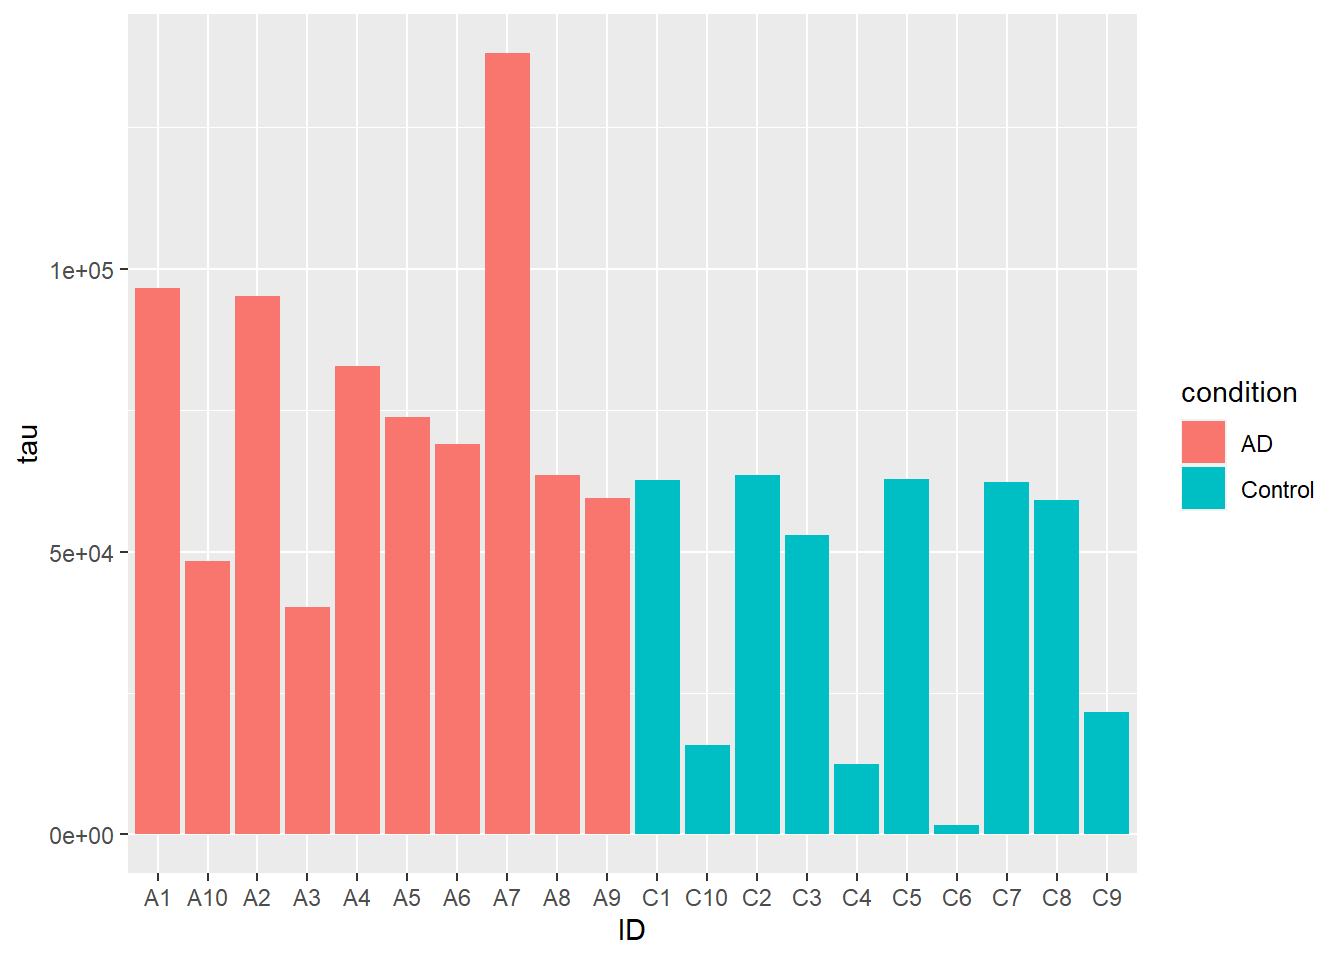 tau
1e+05
5e+04
0e+00
A1 A10 A2 A3 A4 A5 A6 A7 A8 A9 C1 C10 C2 C3 C4 C5 C6 C7 C8 C9
ID
condition
AD
Control